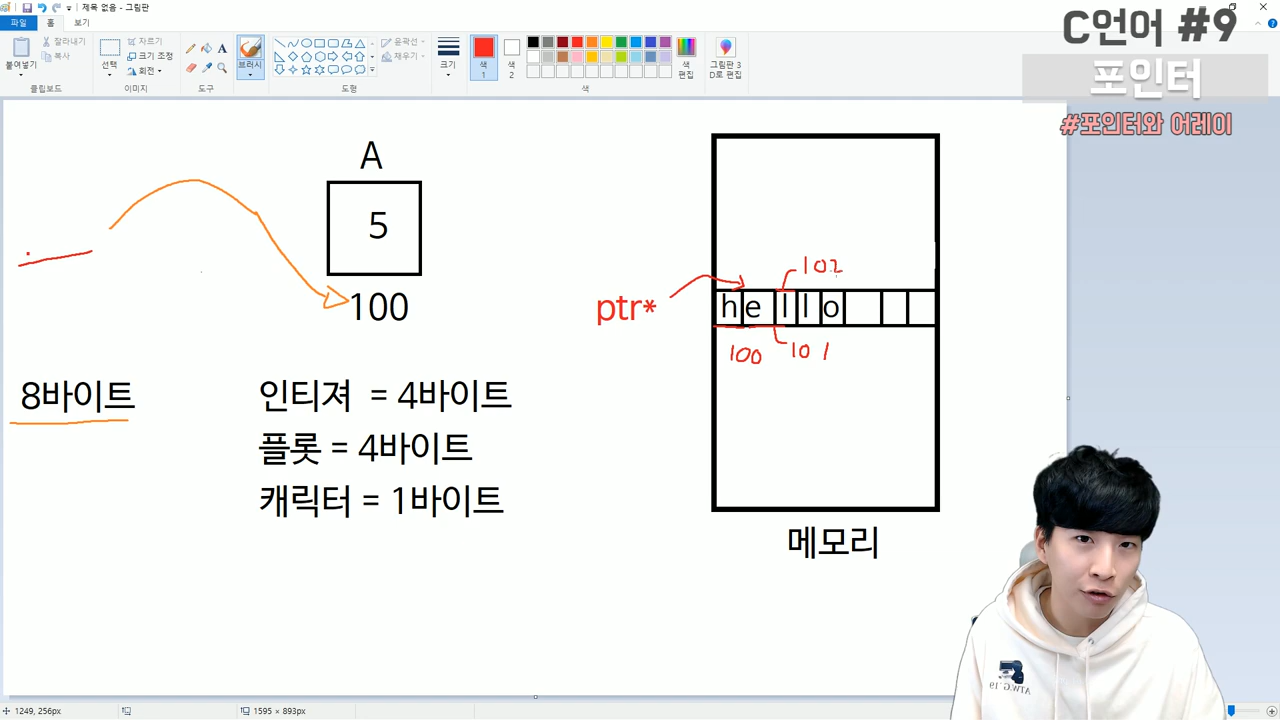 제목 없음 - 그림판
파일 홈 보기
붙여넣기
잘라내기
복사
클립보드
선택
자르기
크기 조정
회전
이미지
A
도구
브러시
윤곽선
채우기
도형
크기
색
1
색
2
색
편집
색
그림판 3
D로 편집
C언어 #9
포인터
#포인터와 어레이
A
5
100
8바이트
인티져 = 4바이트
플롯 = 4바이트
캐릭터 = 1바이트
ptr*
102
h e l l o
100
101
메모리
ATW.G '19
1249, 256px
1595 × 893px